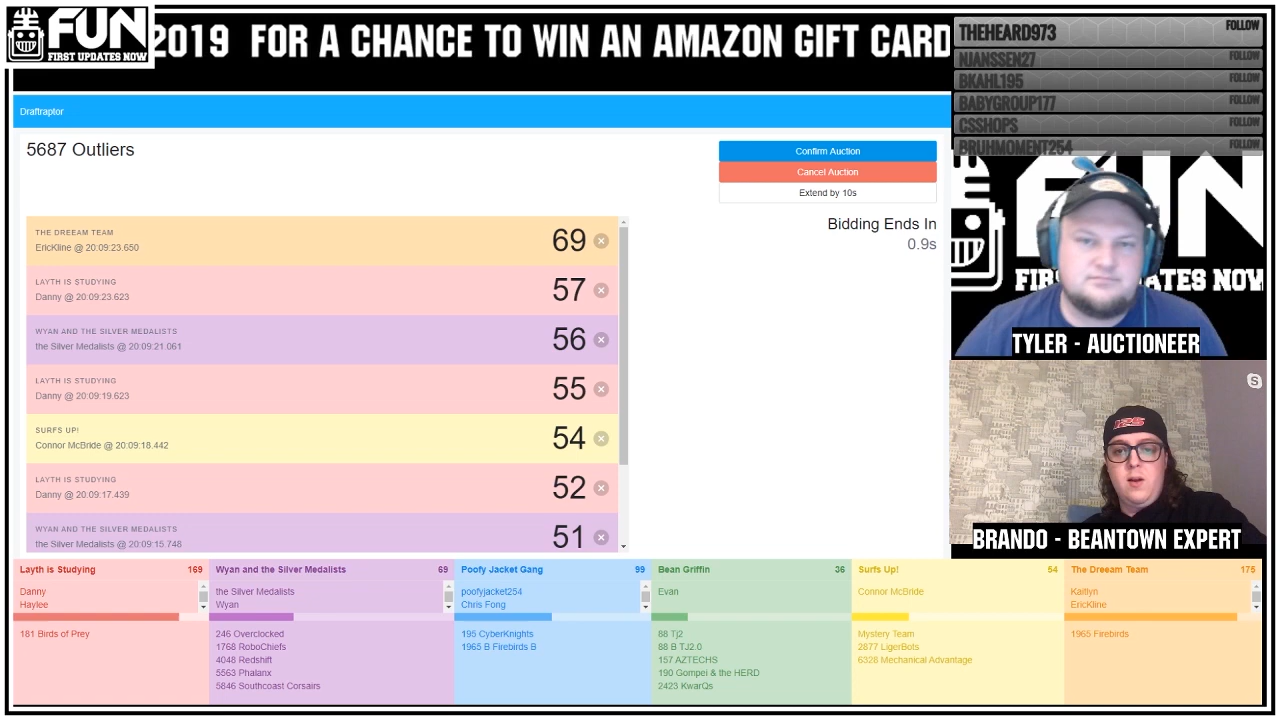 FUN
FIRST UPDATES NOW
2019 FOR A CHANCE TO WIN AN AMAZON GIFT CARD
THEHEARD973 FOLLOW
NJANSSEN27 FOLLOW
BKAHL195 FOLLOW
BABYGROUP177 FOLLOW
CSSHOPS FOLLOW
BRUHMOMENT254 FOLLOW
Draftraptor
5687 Outliers
Confirm Auction
Cancel Auction
Extend by 10s
Bidding Ends In
0.9s
THE DREEAM TEAM
EricKline @ 20:09:23.650
69
LAYTH IS STUDYING
Danny @ 20:09:23.623
57
WYAN AND THE SILVER MEDALISTS
the Silver Medalists @ 20:09:21.061
56
LAYTH IS STUDYING
Danny @ 20:09:19.623
55
SURFS UP!
Connor McBride @ 20:09:18.442
54
LAYTH IS STUDYING
Danny @ 20:09:17.439
52
WYAN AND THE SILVER MEDALISTS
the Silver Medalists @ 20:09:15.748
51
FUN
FIRST UPDATES NOW
TYLER - AUCTIONEER
125
BRANDO - BEANTOWN EXPERT
Layth is Studying 169
Danny
Haylee
181 Birds of Prey
Wyan and the Silver Medalists 69
the Silver Medalists
Wyan
246 Overclocked
1768 RoboChiefs
4048 Redshift
5563 Phalanx
5846 Southcoast Corsairs
Poofy Jacket Gang 99
poofyjacket254
Chris Fong
195 CyberKnights
1965 B Firebirds B
Bean Griffin 36
Evan
88 Tj2
88 B TJ2.0
157 AZTECHS
190 Gompei & the HERD
2423 KwarQs
Surfs Up! 54
Connor McBride
Mystery Team
2877 LigerBots
6328 Mechanical Advantage
The Dreeam Team 175
Kaitlyn
EricKline
1965 Firebirds